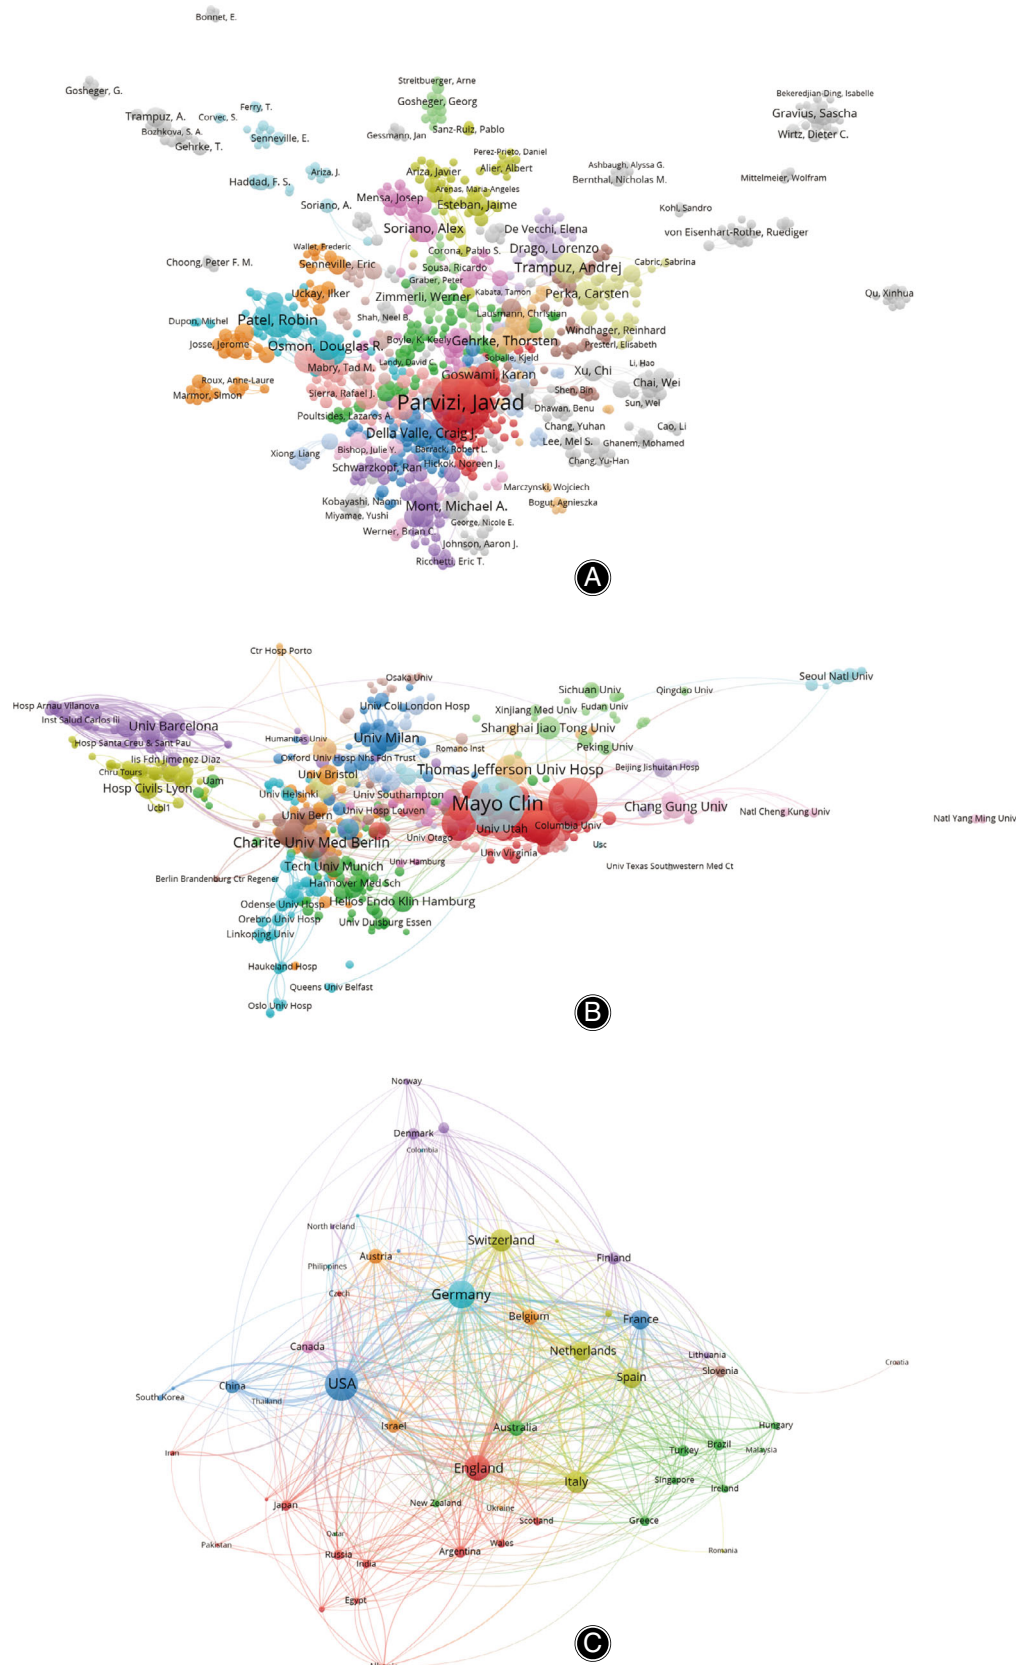 Bonnet, E.
Gosheger, G.
Streitbuerger, Arne
Gosheger, Georg
Bekeredjian-Ding, Isabelle
Gravius, Sascha
Wirtz, Dieter C.
Trampuz, A.
Corvec, S.
Ferry, T.
Bozhkova, S. A.
Gehrke, T.
Senneville, E.
Gessmann, Jan
Sanz-Ruiz, Pablo
Perez-Prieto, Daniel
Alier, Albert
Ariza, Javier
Ariza, J.
Haddad, F. S.
Arenas, Maria-Angeles
Ashbaugh, Alyssa G.
Bernthal, Nicholas M.
Mittelmeier, Wolfram
Mensa, Josep
Esteban, Jaime
Soriano, A.
Kohl, Sandro
Soriano, Alex
De Vecchi, Elena
von Eisenhart-Rothe, Ruediger
Wallet, Frederic
Corona, Pablo S.
Drago, Lorenzo
Choong, Peter F. M.
Senneville, Eric
Sousa, Ricardo
Trampuz, Andrej
Cabric, Sabrina
Graber, Peter
Uckay, Ilker
Zimmerli, Werner
Kabata, Tamon
Perka, Carsten
Qu, Xinhua
Dupon, Michel
Patel, Robin
Shah, Neel B.
Lausmann, Christian
Windhager, Reinhard
Josse, Jerome
Osmon, Douglas R.
Boyle, K. Keely
Gehrke, Thorsten
Presterl, Elisabeth
Mabry, Tad M.
Landy, David C.
Soballe, Kjeld
Li, Hao
Roux, Anne-Laure
Goswami, Karan
Xu, Chi
Chai, Wei
Marmor, Simon
Sierra, Rafael J.
Parvizi, Javad
Shen, Bin
Sun, Wei
Poultsides, Lazaros A.
Dhawan, Benu
Della Valle, Craig J.
Chang, Yuhan
Cao, Li
Xiong, Liang
Bishop, Julie Y.
Barrack, Robert L.
Lee, Mel S.
Ghanem, Mohamed
Schwarzkopf, Ran
Hickok, Noreen J.
Chang, Yu-Han
Marczynski, Wojciech
Kobayashi, Naomi
Mont, Michael A.
Bogut, Agnieszka
Miyamae, Yushi
George, Nicole E.
Werner, Brian C.
Johnson, Aaron J.
Ricchetti, Eric T.
A
Ctr Hosp Porto
Osaka Univ
Seoul Natl Univ
Sichuan Univ
Qingdao Univ
Hosp Arnau Vilanova
Univ Coll London Hosp
Xinjiang Med Univ
Fudan Univ
Inst Salud Carlos Iii
Univ Barcelona
Shanghai Jiao Tong Univ
Hosp Santa Creu & Sant Pau
Humanitas Univ
Univ Milan
Romano Inst
Peking Univ
Iis Fdn Jimenez Diaz
Oxford Univ Hosp Nhs Fdn Trust
Chru Tours
Uam
Univ Bristol
Thomas Jefferson Univ Hosp
Beijing Jishuitan Hosp
Hosp Civils Lyon
Univ Helsinki
Univ Southampton
Ucbl1
Univ Bern
Univ Hosp Leuven
Mayo Clin
Chang Gung Univ
Natl Cheng Kung Univ
Natl Yang Ming Univ
Charite Univ Med Berlin
Univ Otago
Univ Utah
Columbia Univ
Usc
Univ Virginia
Tech Univ Munich
Univ Hamburg
Univ Texas Southwestern Med Ct
Berlin Brandenburg Ctr Regener
Hannover Med Sch
Odense Univ Hosp
Helios Endo Klin Hamburg
Orebro Univ Hosp
Univ Duisburg Essen
Linkoping Univ
Haukeland Hosp
Queens Univ Belfast
Oslo Univ Hosp
B
Norway
Denmark
Colombia
North Ireland
Switzerland
Austria
Finland
Philippines
Germany
Czech
Belgium
France
Canada
Netherlands
Lithuania
Croatia
Slovenia
China
USA
Spain
South Korea
Thailand
Israel
Australia
Hungary
Iran
Turkey
Brazil
Malaysia
England
Italy
Singapore
Ireland
Japan
New Zealand
Ukraine
Scotland
Greece
Qatar
Pakistan
Russia
India
Argentina
Wales
Romania
Egypt
C